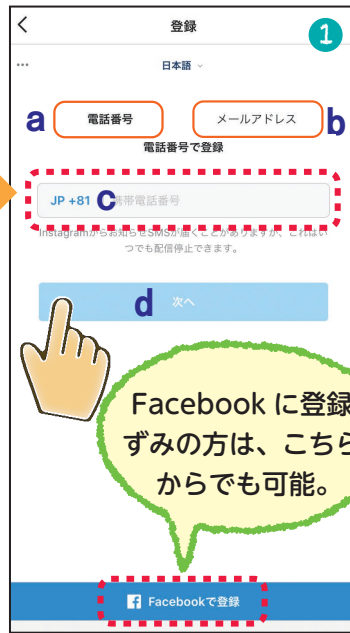 登録
1
日本語
a
電話番号
メールアドレス
b
電話番号で登録
JP +81
c
携帯電話番号
Instagramからお知らせSMSが届くことがありますが、これはい
つでも配信停止できます。
d
次へ
Facebook に登録
ずみの方は、こちら
からでも可能。
Facebookで登録